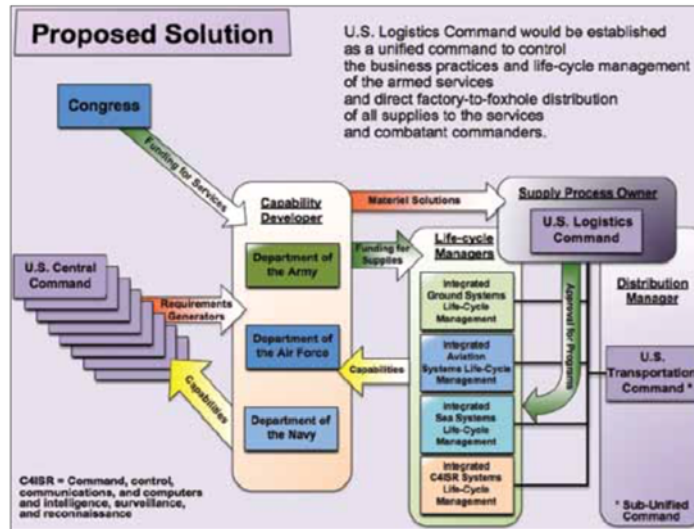 Proposed Solution
U.S. Logistics Command would be established
as a unified command to control
the business practices and life-cycle management
of the armed services
and direct factory-to-foxhole distribution
of all supplies to the services
and combatant commanders.
Congress
Funding for Services
Capability
Developer
Materiel Solutions
Supply Process Owner
U.S. Logistics
Command
Department of
the Army
Funding for
Supplies
Life-cycle
Managers
Distribution
Manager
U.S. Central
Command
Requirements
Generators
Integrated
Ground Systems
Life-Cycle
Management
Approval for Programs
Department of
the Air Force
Capabilities
Integrated
Aviation
Systems Life-Cycle
Management
U.S.
Transportation
Command *
Capabilities
Department of
the Navy
Integrated
Sea Systems
Life-Cycle
Management
Integrated
C4ISR Systems
Life-Cycle
Management
C4ISR = Command, control,
communications, and computers
and intelligence, surveillance,
and reconnaissance
* Sub-Unified
Command